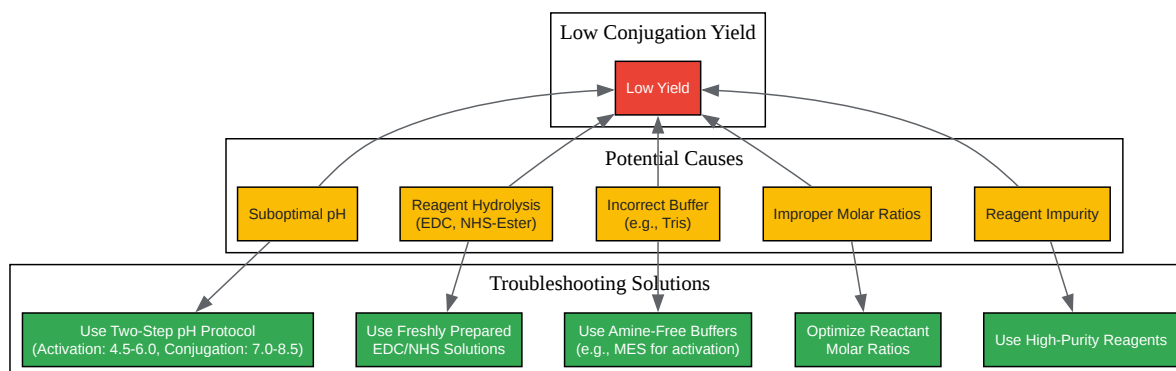 Low Conjugation Yield
Low Yield
Potential Causes
Suboptimal pH
Reagent Hydrolysis
(EDC, NHS-Ester)
Incorrect Buffer
(e.g., Tris)
Improper Molar Ratios
Reagent Impurity
Troubleshooting Solutions
Use Two-Step pH Protocol
(Activation: 4.5-6.0, Conjugation: 7.0-8.5)
Use Freshly Prepared
EDC/NHS Solutions
Use Amine-Free Buffers
(e.g., MES for activation)
Optimize Reactant
Molar Ratios
Use High-Purity Reagents